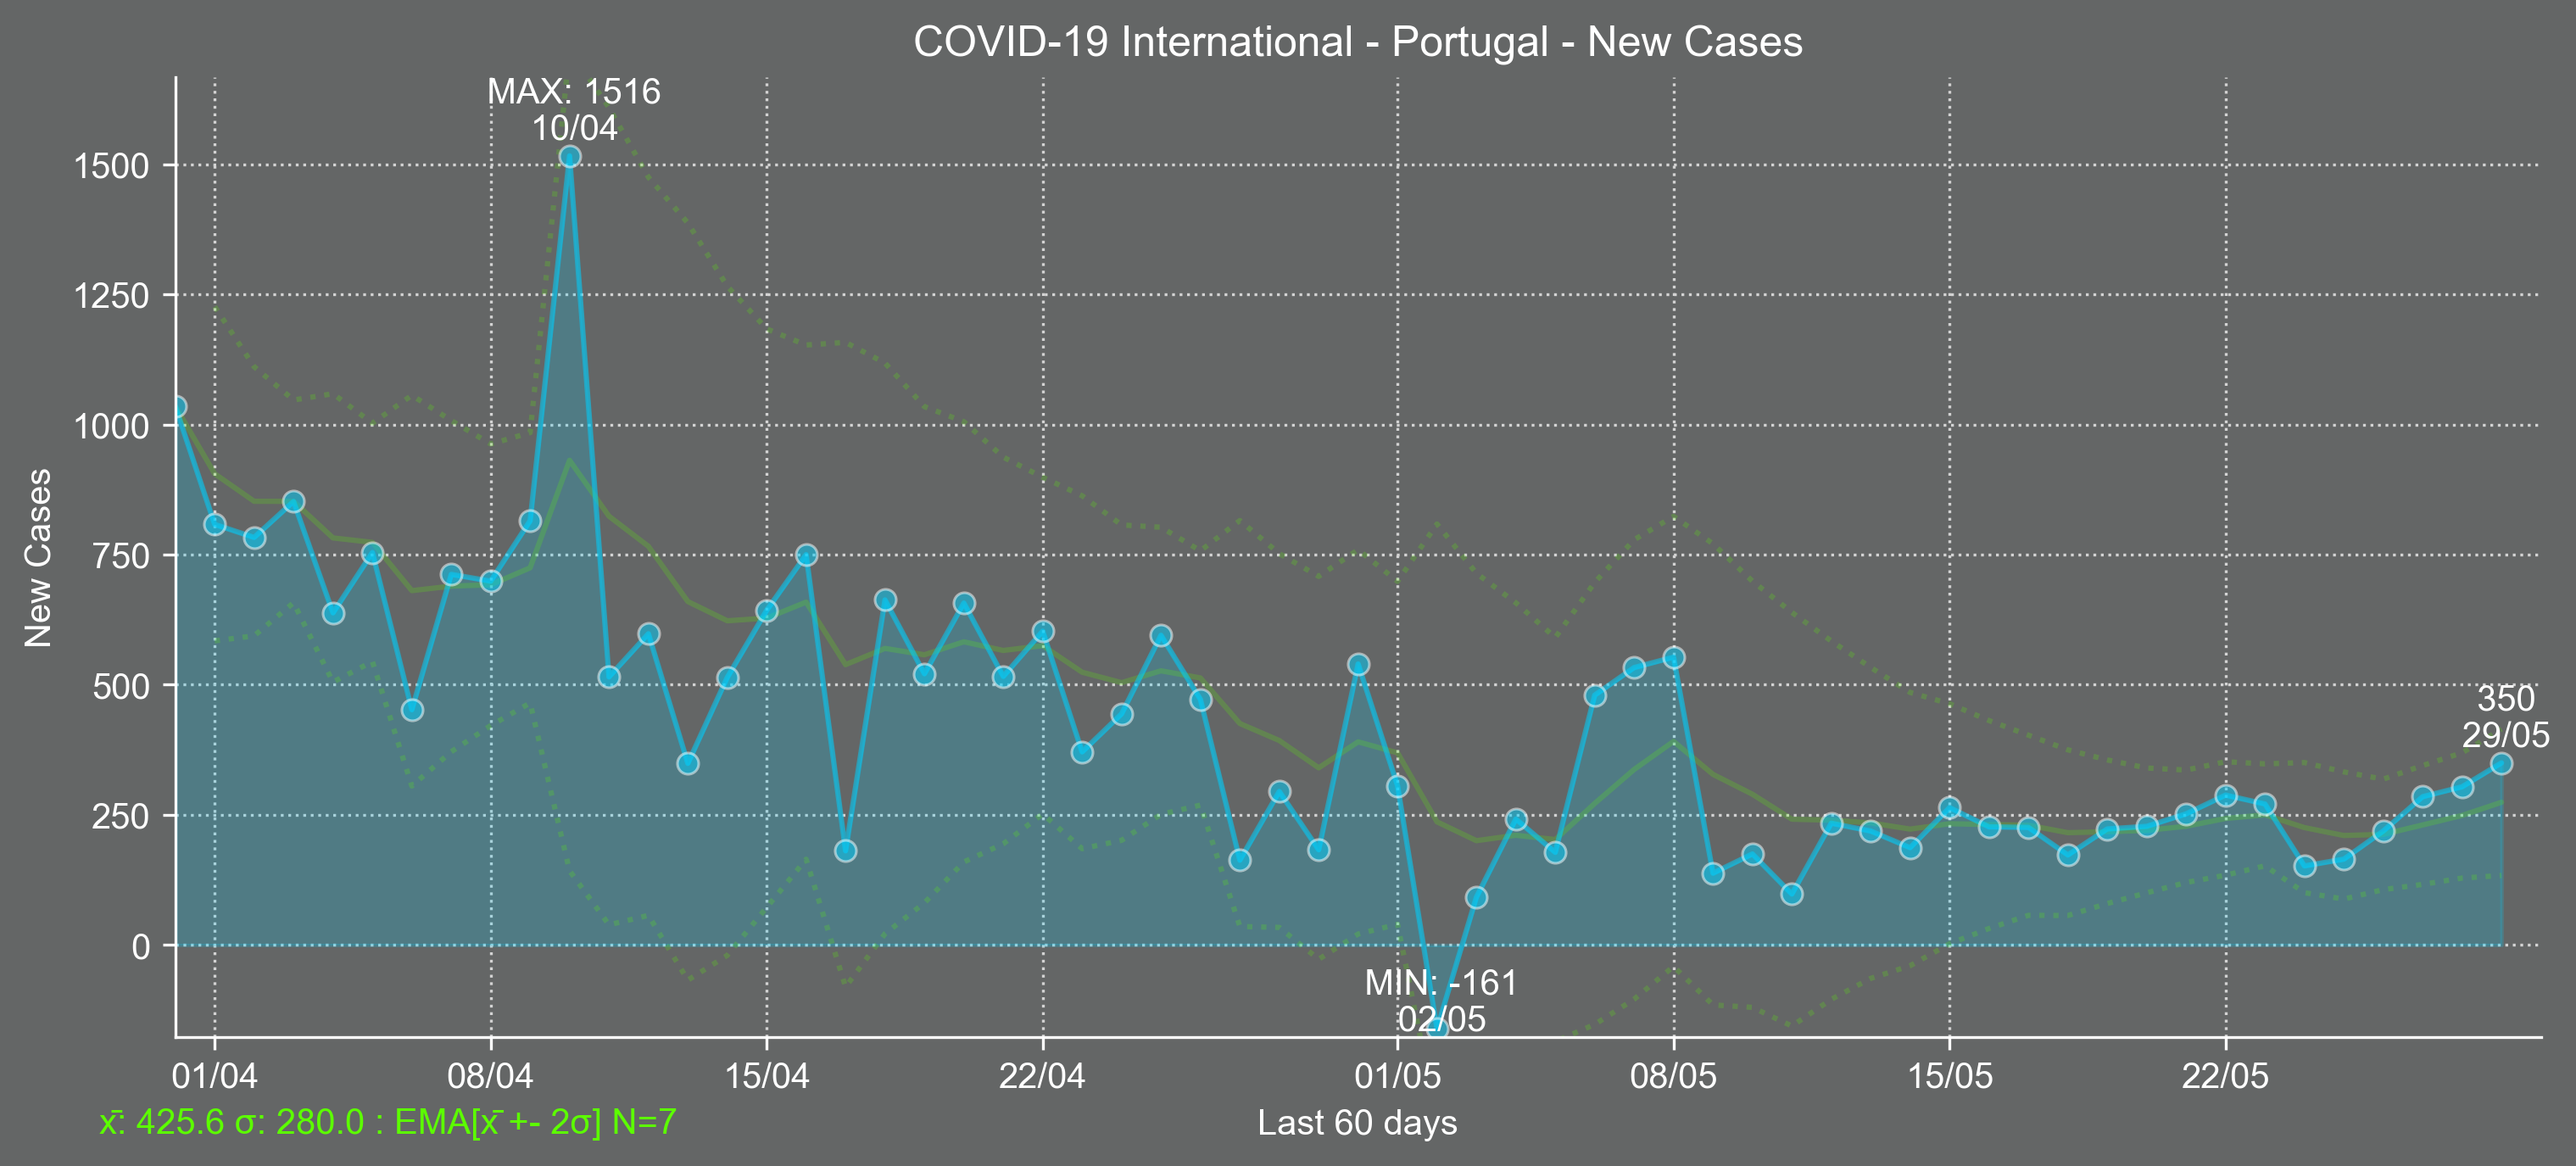 COVID-19 International - Portugal - New Cases
MAX: 1516
10/04
1500
1250
1000
750
500
250
0
New Cases
350
29/05
MIN: -161
02/05
01/04 08/04 15/04 22/04 01/05 08/05 15/05 22/05
x̄: 425.6 σ: 280.0 : EMA[x̄ +- 2σ] N=7
Last 60 days